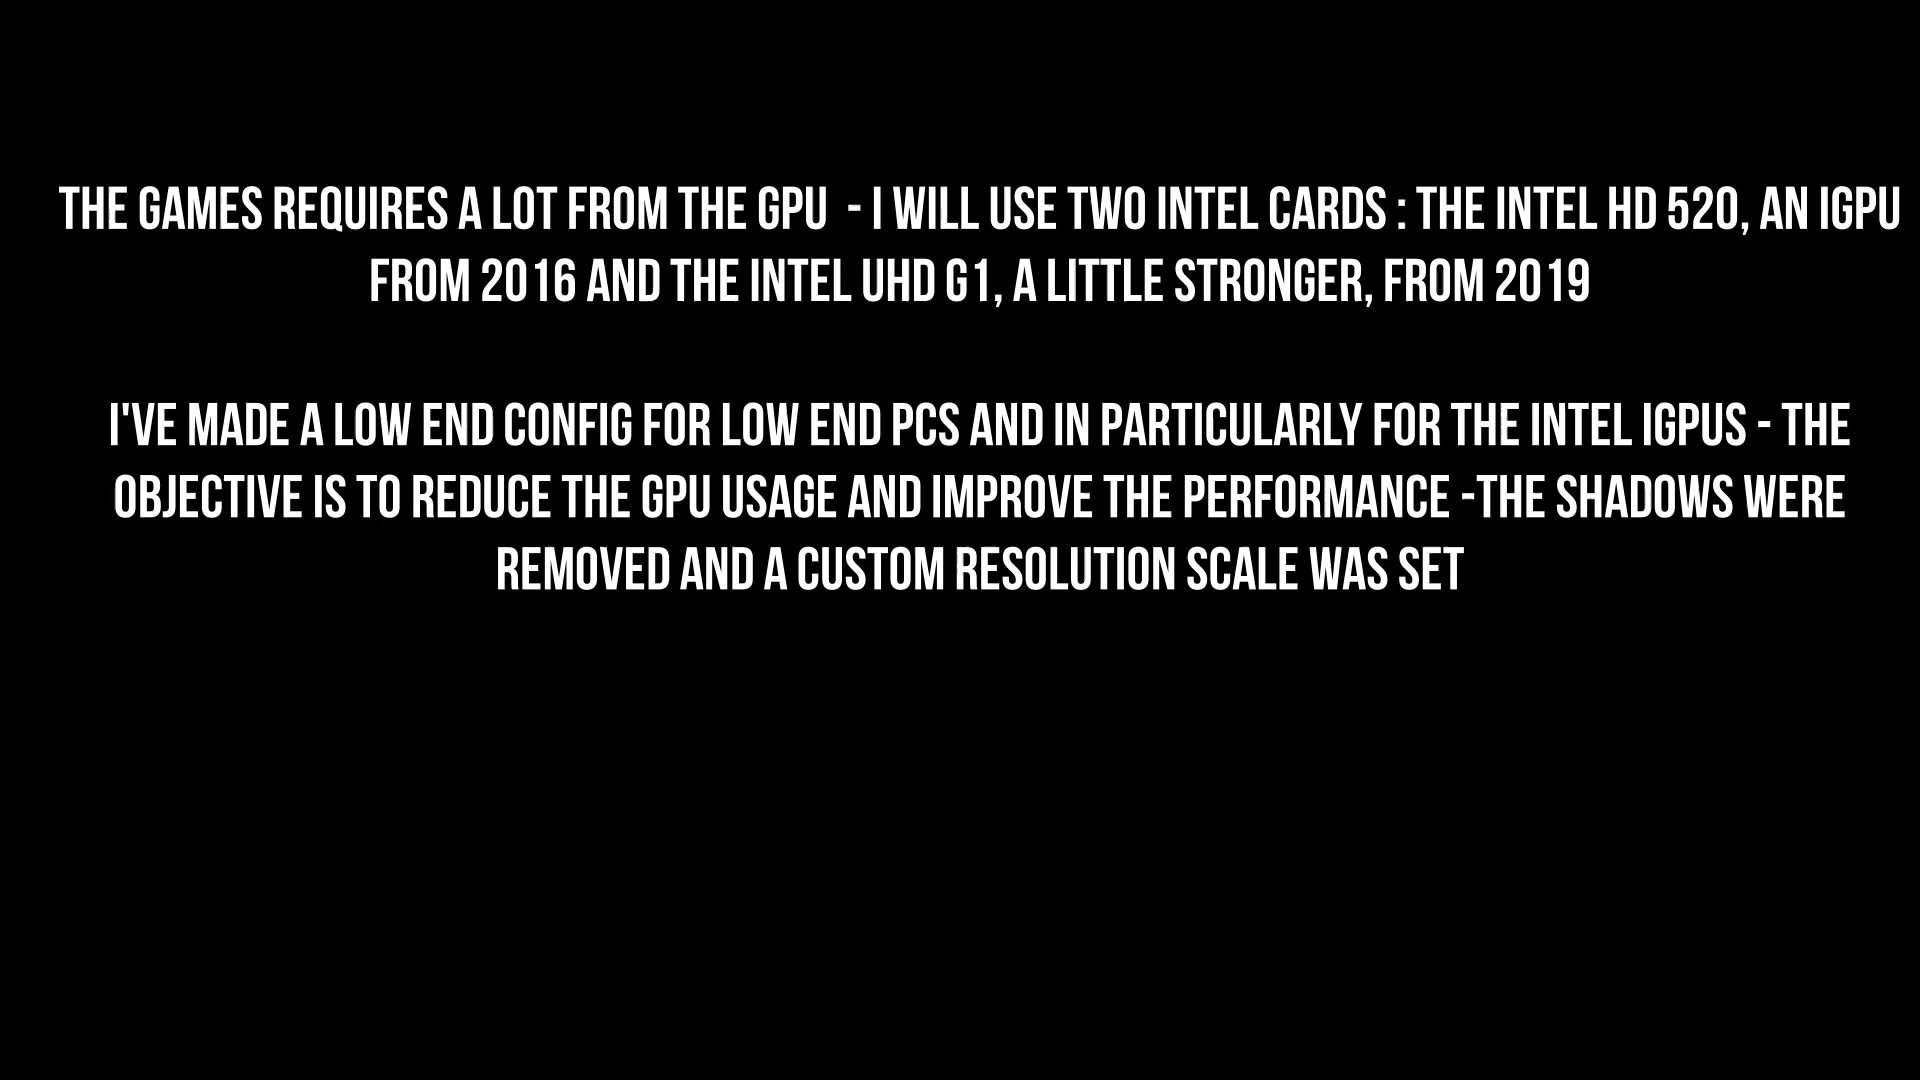 THE GAMES REQUIRES A LOT FROM THE GPU  - I WILL USE TWO INTEL CARDS : THE INTEL HD 520, AN IGPU
FROM 2016 AND THE INTEL UHD G1, A LITTLE STRONGER, FROM 2019
I'VE MADE A LOW END CONFIG FOR LOW END PCS AND IN PARTICULARLY FOR THE INTEL IGPUS - THE
OBJECTIVE IS TO REDUCE THE GPU USAGE AND IMPROVE THE PERFORMANCE -THE SHADOWS WERE
REMOVED AND A CUSTOM RESOLUTION SCALE WAS SET